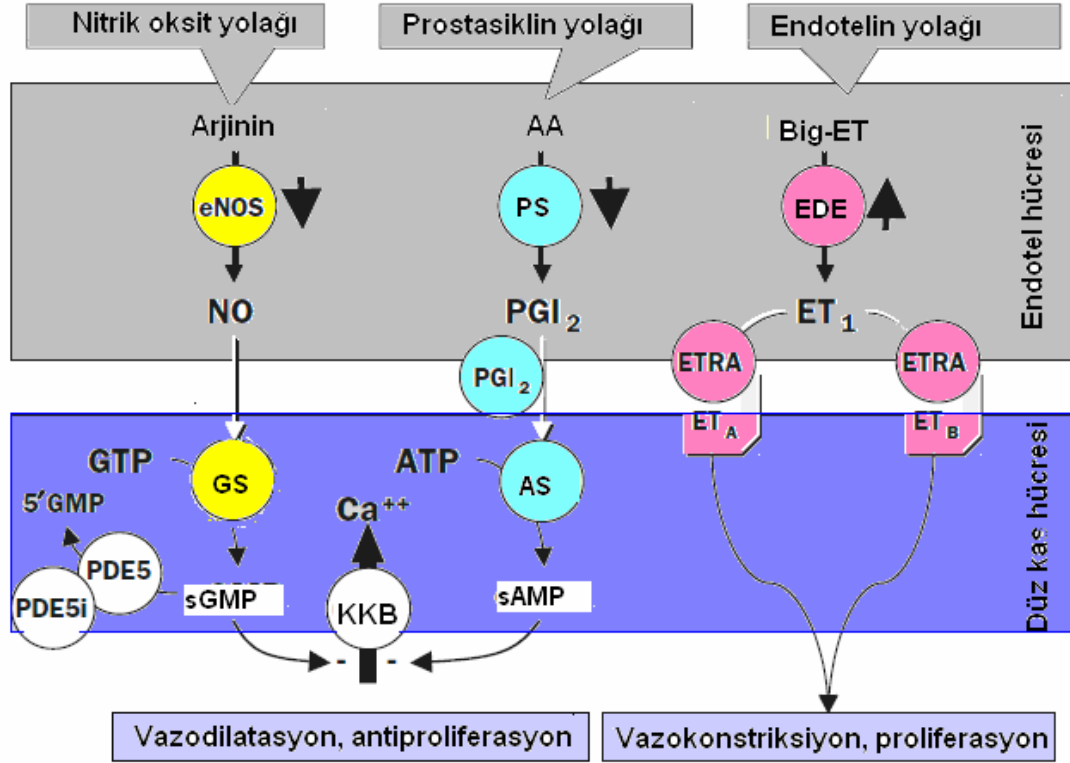 Nitrik oksit yolağı
Prostasiklin yolağı
Endotelin yolağı
Arjinin
AA
Big-ET
eNOS
PS
EDE
NO
PGI2
ET1
Endotel hücresi
PGI2
ETRA
ETRA
ETA
ETB
GTP
GS
ATP
AS
5'GMP
Ca++
PDE5
PDE5i
sGMP
KKB
sAMP
- -
Düz kas hücresi
Vazodilatasyon, antiproliferasyon
Vazokonstriksiyon, proliferasyon